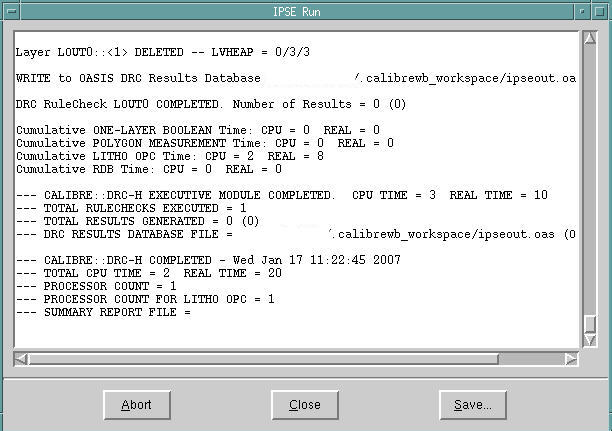 IPSE Run
Layer LOUT0::<1> DELETED -- LVHEAP = 0/3/3
WRITE to OASIS DRC Results Database /.calibrewb_workspace/ipseout.oa
DRC RuleCheck LOUT0 COMPLETED. Number of Results = 0 (0)
Cumulative ONE-LAYER BOOLEAN Time: CPU = 0 REAL = 0
Cumulative POLYGON MEASUREMENT Time: CPU = 0 REAL = 0
Cumulative LITHO OPC Time: CPU = 2 REAL = 8
Cumulative RDB Time: CPU = 0 REAL = 0
--- CALIBRE::DRC-H EXECUTIVE MODULE COMPLETED. CPU TIME = 3 REAL TIME = 10
--- TOTAL RULECHECKS EXECUTED = 1
--- TOTAL RESULTS GENERATED = 0 (0)
--- DRC RESULTS DATABASE FILE = /.calibrewb_workspace/ipseout.oas (0
--- CALIBRE::DRC-H COMPLETED - Wed Jan 17 11:22:45 2007
--- TOTAL CPU TIME = 2 REAL TIME = 20
--- PROCESSOR COUNT = 1
--- PROCESSOR COUNT FOR LITHO OPC = 1
--- SUMMARY REPORT FILE =
Abort Close Save...